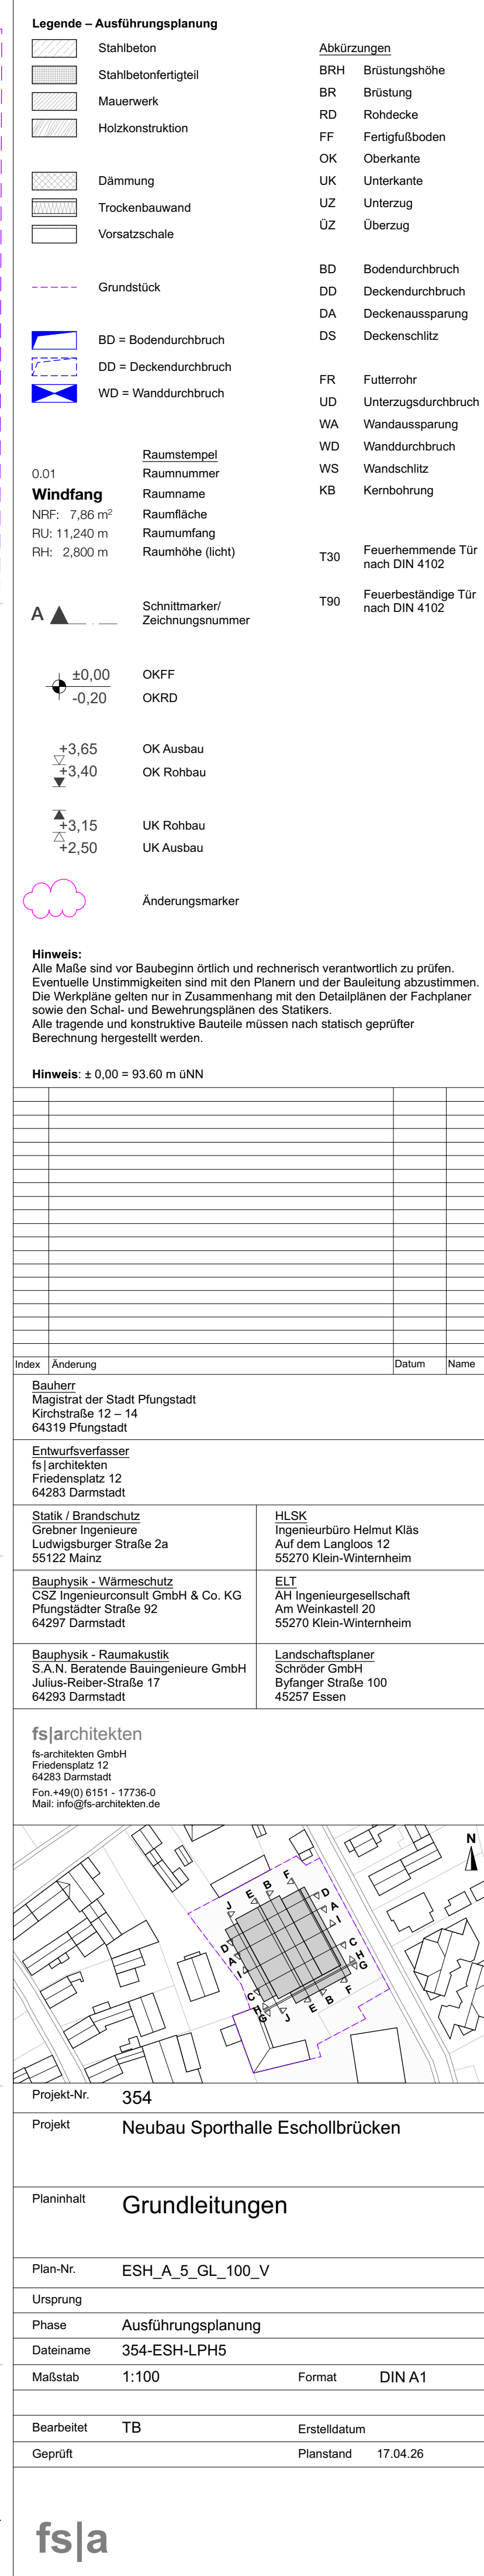 Legende – Ausführungsplanung
Stahlbeton
Stahlbetonfertigteil
Mauerwerk
Holzkonstruktion
Dämmung
Trockenbauwand
Vorsatzschale
Grundstück
BD = Bodendurchbruch
DD = Deckendurchbruch
WD = Wanddurchbruch
Raumstempel
0.01 Raumnummer
Windfang Raumname
NRF: 7,86 m² Raumfläche
RU: 11,240 m Raumumfang
RH: 2,800 m Raumhöhe (licht)
A Schnittmarker/
Zeichnungsnummer
±0,00 OKFF
-0,20 OKRD
+3,65 OK Ausbau
+3,40 OK Rohbau
+3,15 UK Rohbau
+2,50 UK Ausbau
Änderungsmarker
Abkürzungen
BRH Brüstungshöhe
BR Brüstung
RD Rohdecke
FF Fertigfußboden
OK Oberkante
UK Unterkante
UZ Unterzug
ÜZ Überzug
BD Bodendurchbruch
DD Deckendurchbruch
DA Deckenaussparung
DS Deckenschlitz
FR Futterrohr
UD Unterzugsdurchbruch
WA Wandaussparung
WD Wanddurchbruch
WS Wandschlitz
KB Kernbohrung
T30 Feuerhemmende Tür
nach DIN 4102
T90 Feuerbeständige Tür
nach DIN 4102
Hinweis:
Alle Maße sind vor Baubeginn örtlich und rechnerisch verantwortlich zu prüfen.
Eventuelle Unstimmigkeiten sind mit den Planern und der Bauleitung abzustimmen.
Die Werkpläne gelten nur in Zusammenhang mit den Detailplänen der Fachplaner
sowie den Schal- und Bewehrungsplänen des Statikers.
Alle tragende und konstruktive Bauteile müssen nach statisch geprüfter
Berechnung hergestellt werden.
Hinweis: ± 0,00 = 93.60 m üNN
Index Änderung Datum Name
Bauherr
Magistrat der Stadt Pfungstadt
Kirchstraße 12 – 14
64319 Pfungstadt
Entwurfsverfasser
fs|architekten
Friedensplatz 12
64283 Darmstadt
Statik / Brandschutz
Grebner Ingenieure
Ludwigsburger Straße 2a
55122 Mainz
HLSK
Ingenieurbüro Helmut Kläs
Auf dem Langloos 12
55270 Klein-Winternheim
Bauphysik - Wärmeschutz
CSZ Ingenieurconsult GmbH & Co. KG
Pfungstädter Straße 92
64297 Darmstadt
ELT
AH Ingenieurgesellschaft
Am Weinkastell 20
55270 Klein-Winternheim
Bauphysik - Raumakustik
S.A.N. Beratende Bauingenieure GmbH
Julius-Reiber-Straße 17
64293 Darmstadt
Landschaftsplaner
Schröder GmbH
Byfanger Straße 100
45257 Essen
fs|architekten
fs-architekten GmbH
Friedensplatz 12
64283 Darmstadt
Fon.+49(0) 6151 - 17736-0
Mail: info@fs-architekten.de
N
J
E
B
F
D
A
I
C
H
G
D
A
I
C
H
G
J
E
B
F
Projekt-Nr. 354
Projekt Neubau Sporthalle Eschollbrücken
Planinhalt Grundleitungen
Plan-Nr. ESH_A_5_GL_100_V
Ursprung
Phase Ausführungsplanung
Dateiname 354-ESH-LPH5
Maßstab 1:100 Format DIN A1
Bearbeitet TB Erstelldatum
Geprüft Planstand 17.04.26
fs|a